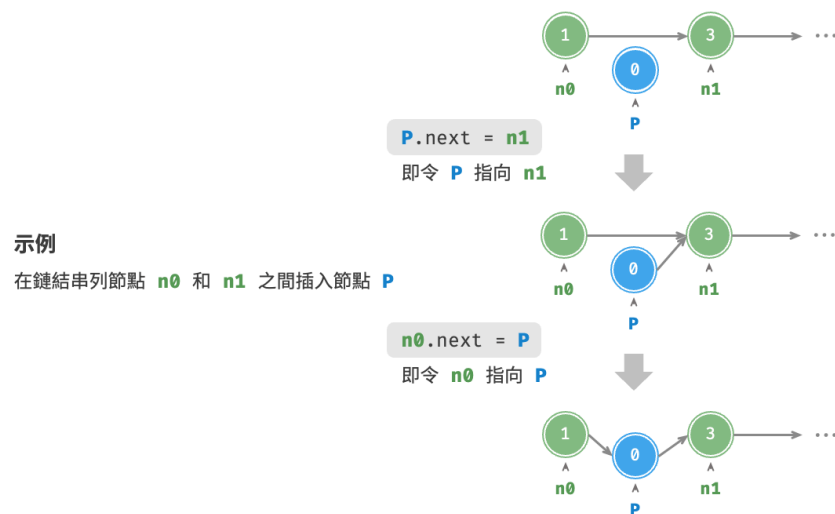 1 3 ...
0
n0 n1
P
P.next = n1
即令 P 指向 n1
1 3 ...
示例
0
在鏈結串列節點 n0 和 n1 之間插入節點 P
n0 n1
P
n0.next = P
即令 n0 指向 P
1 3 ...
0
n0 n1
P